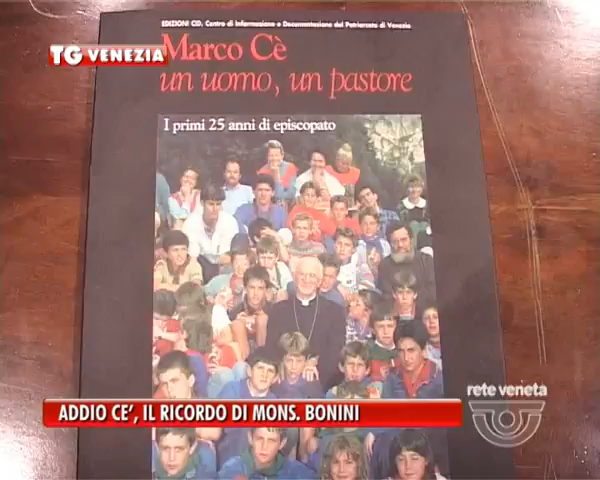 EDIZIONI CID, Centro di Informazione e Documentazione del Patriarcato di Venezia
TG VENEZIA
Marco Cè
un uomo, un pastore
I primi 25 anni di episcopato
rete veneta
ADDIO CE', IL RICORDO DI MONS. BONINI